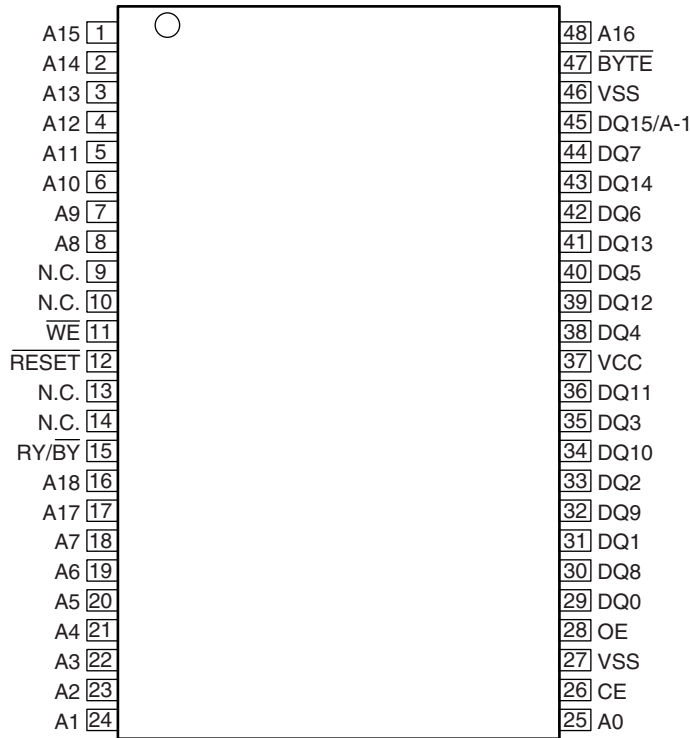 A15 1 48 A16
A14 2 47 B̅Y̅T̅E̅
A13 3 46 VSS
A12 4 45 DQ15/A-1
A11 5 44 DQ7
A10 6 43 DQ14
A9 7 42 DQ6
A8 8 41 DQ13
N.C. 9 40 DQ5
N.C. 10 39 DQ12
W̅E̅ 11 38 DQ4
R̅E̅S̅E̅T̅ 12 37 VCC
N.C. 13 36 DQ11
N.C. 14 35 DQ3
RY/B̅Y̅ 15 34 DQ10
A18 16 33 DQ2
A17 17 32 DQ9
A7 18 31 DQ1
A6 19 30 DQ8
A5 20 29 DQ0
A4 21 28 OE
A3 22 27 VSS
A2 23 26 CE
A1 24 25 A0